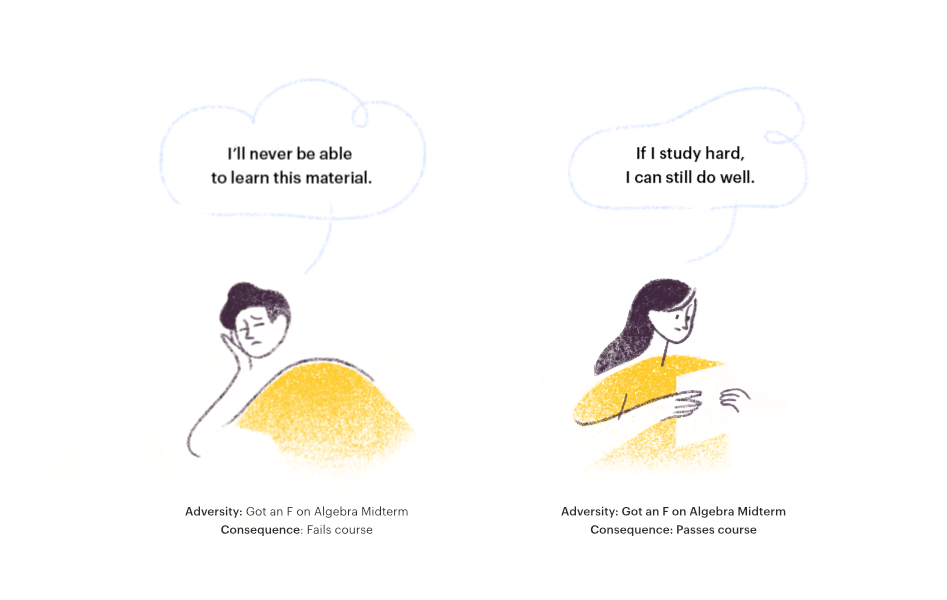 I'll never be able
to learn this material.
If I study hard,
I can still do well.
Adversity: Got an F on Algebra Midterm
Consequence: Fails course
Adversity: Got an F on Algebra Midterm
Consequence: Passes course